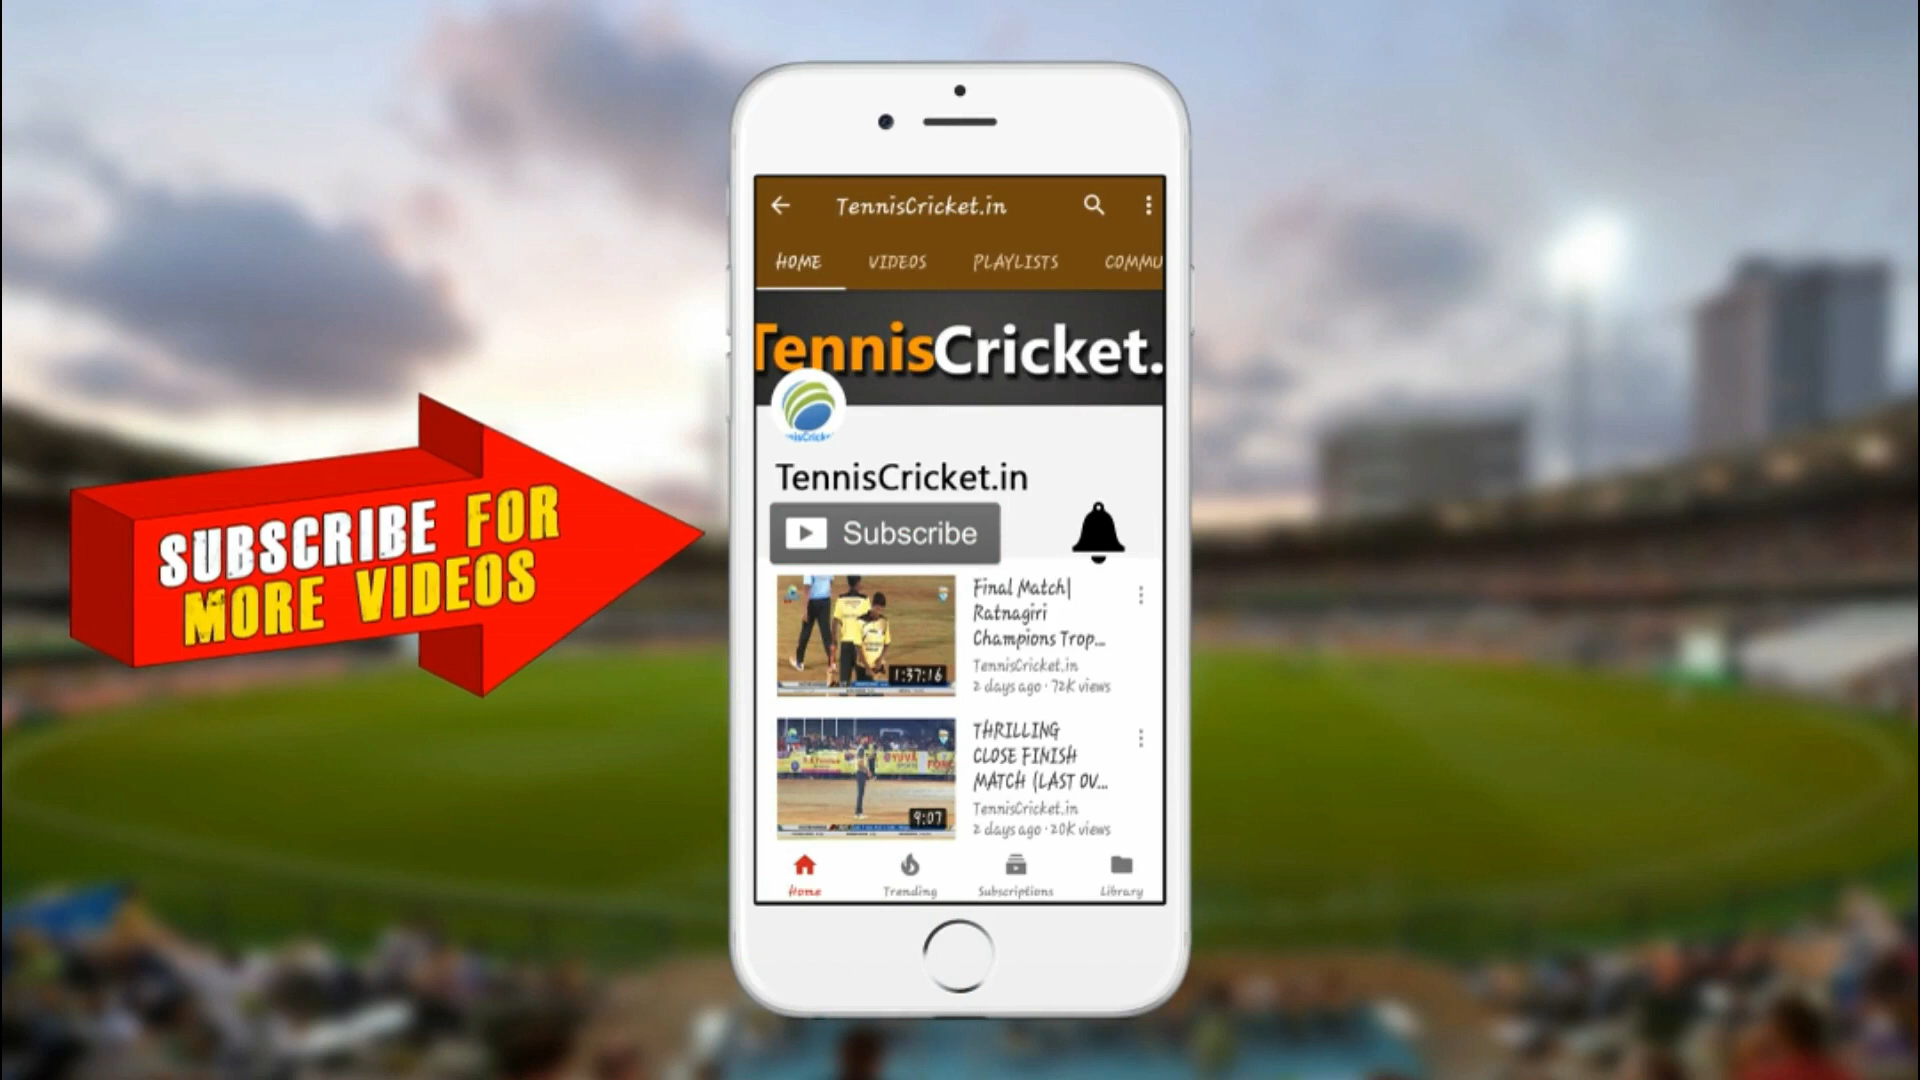 SUBSCRIBE FOR
MORE VIDEOS
TennisCricket.in
HOME VIDEOS PLAYLISTS COMMU
TennisCricket.
TennisCricket.in
Subscribe
Final Match|
Ratnagiri
Champions Trop...
TennisCricket.in
2 days ago · 72K views
1:37:16
THRILLING
CLOSE FINISH
MATCH (LAST OV...
TennisCricket.in
2 days ago · 20K views
9:07
Home Trending Subscriptions Library